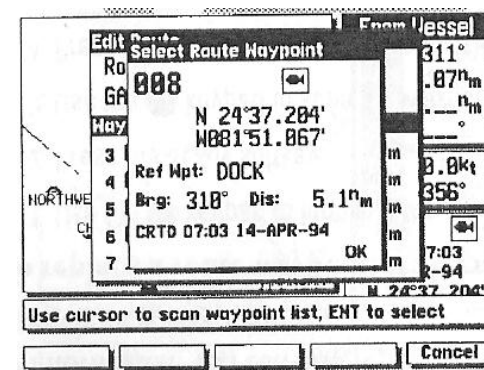 From Vessel
Edit Route
Select Route Waypoint
311°
Ro
008
.07nm
GA
nm
N 24°37.204'
W081°51.067'
Way
3
m
0.0kt
Ref Wpt: DOCK
4
m
356°
NORTHWE
Brg: 310° Dis: 5.1nm
5
m
CRTD 07:03 14-APR-94
6
m
OK
7:03
7
m
R-94
N 24°37.204'
Use cursor to scan waypoint list, ENT to select
Cancel